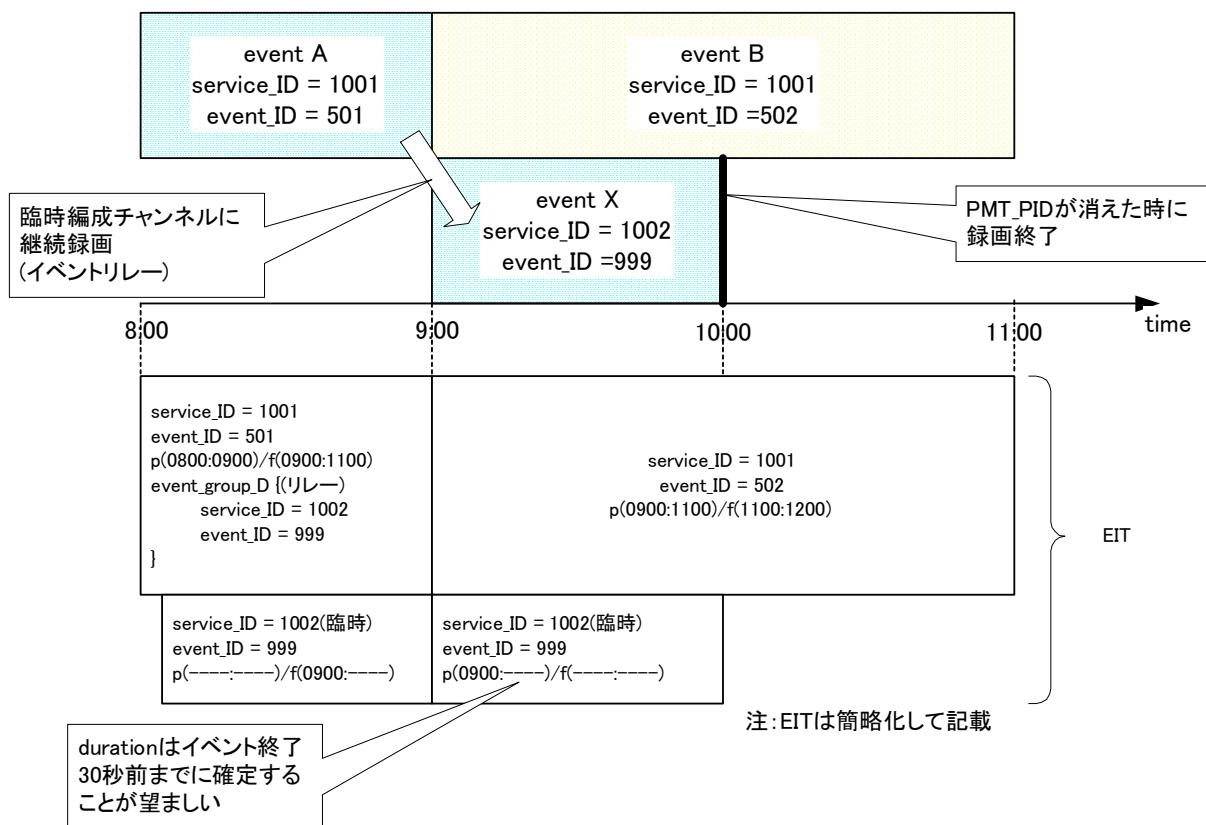 event A
service_ID = 1001
event_ID = 501
event B
service_ID = 1001
event_ID =502
臨時編成チャンネルに
継続録画
(イベントリレー)
event X
service_ID = 1002
event_ID =999
PMT_PIDが消えた時に
録画終了
8:00
9:00
10:00
11:00
time
service_ID = 1001
event_ID = 501
p(0800:0900)/f(0900:1100)
event_group_D {(リレー)
service_ID = 1002
event_ID = 999
}
service_ID = 1001
event_ID = 502
p(0900:1100)/f(1100:1200)
EIT
service_ID = 1002(臨時)
event_ID = 999
p(----:----)/f(0900:----)
service_ID = 1002(臨時)
event_ID = 999
p(0900:----)/f(----:----)
注:EITは簡略化して記載
durationはイベント終了
30秒前までに確定する
ことが望ましい